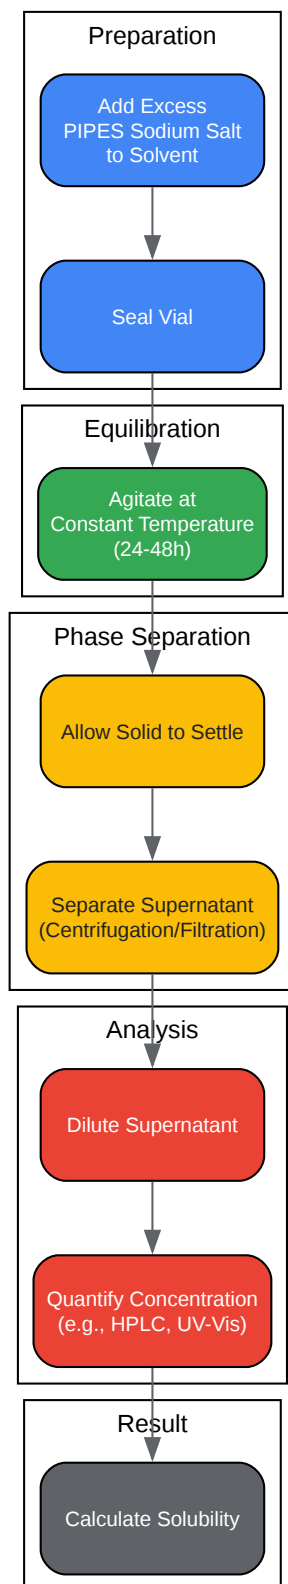 Preparation
Add Excess
PIPES Sodium Salt
to Solvent
Seal Vial
Equilibration
Agitate at
Constant Temperature
(24-48h)
Phase Separation
Allow Solid to Settle
Separate Supernatant
(Centrifugation/Filtration)
Analysis
Dilute Supernatant
Quantify Concentration
(e.g., HPLC, UV-Vis)
Result
Calculate Solubility